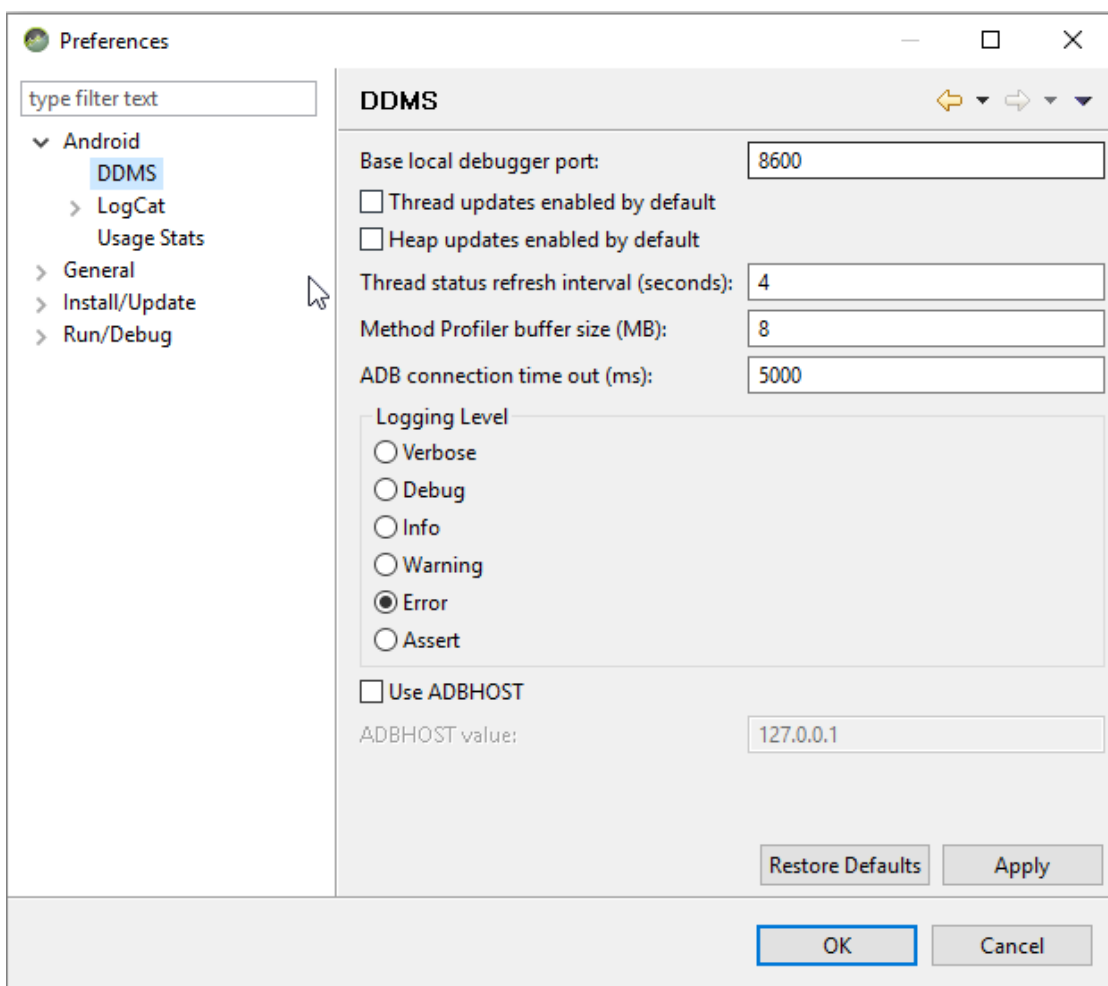 Preferences
type filter text
Android
DDMS
LogCat
Usage Stats
General
Install/Update
Run/Debug
DDMS
Base local debugger port: 8600
Thread updates enabled by default
Heap updates enabled by default
Thread status refresh interval (seconds): 4
Method Profiler buffer size (MB): 8
ADB connection time out (ms): 5000
Logging Level
Verbose
Debug
Info
Warning
Error
Assert
Use ADBHOST
ADBHOST value: 127.0.0.1
Restore Defaults Apply
OK Cancel